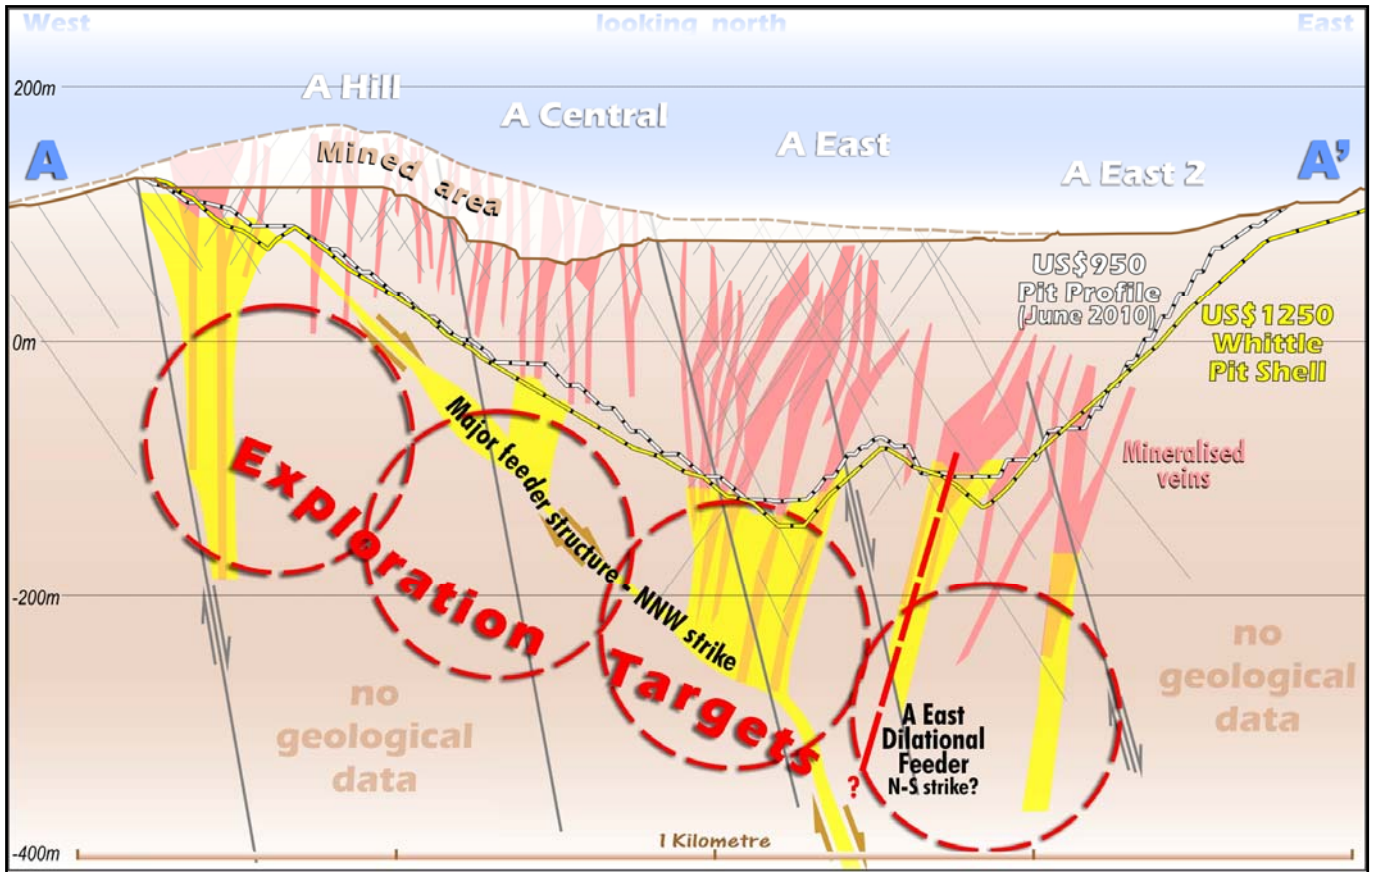 West
looking north
East
200m
A Hill
A Central
A East
A East 2
A
A'
Mined area
US$950
Pit Profile
(June 2010)
US$1250
Whittle
Pit Shell
0m
Mineralised
veins
Major feeder structure - NNW strike
Exploration
Targets
-200m
no
geological
data
no
geological
data
A East
Dilational
Feeder
N-S strike?
?
1 Kilometre
-400m